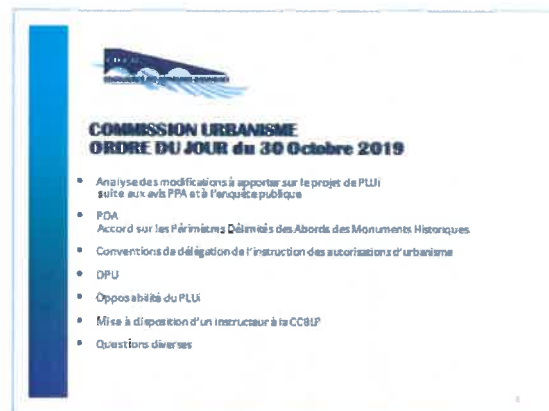 COMMISSION URBANISME
ORDRE DU JOUR du 30 Octobre 2019
• Analyse des modifications à apporter sur le projet de PLUi
suite aux avis PPA et à l'enquête publique
• PDA
Accord sur les Périmètres Délimités des Abords des Monuments Historiques
• Conventions de délégation de l'instruction des autorisations d'urbanisme
• DPU
• Opposabilité du PLUi
• Mise à disposition d'un instructeur à la CCBLP
• Questions diverses